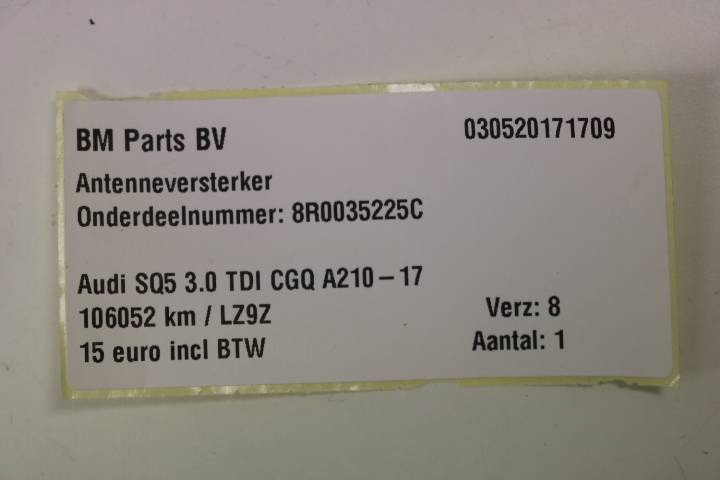 BM Parts BV 030520171709
Antenneversterker
Onderdeelnummer: 8R0035225C
Audi SQ5 3.0 TDI CGQ A210-17
106052 km / LZ9Z Verz: 8
15 euro incl BTW Aantal: 1